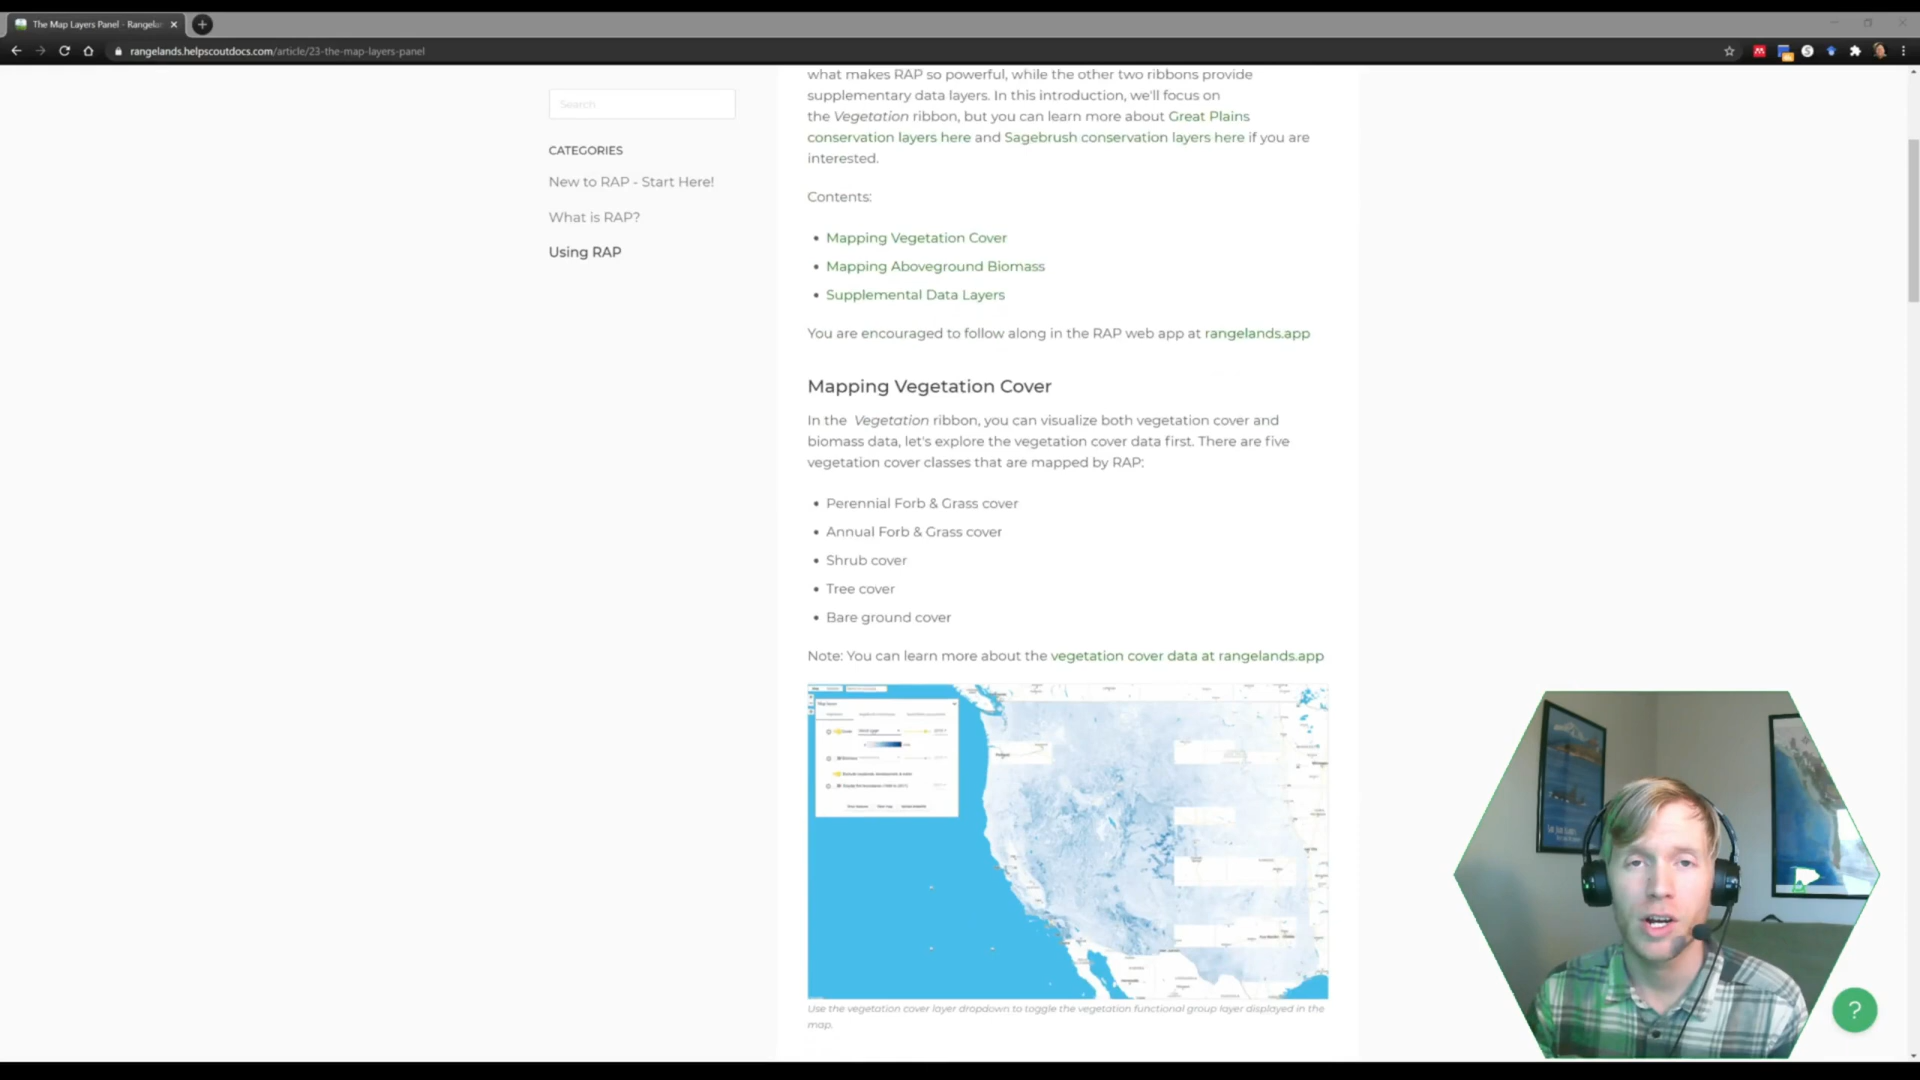 The Map Layers Panel - Rangela
rangelands.helpscoutdocs.com/article/23-the-map-layers-panel
Search
CATEGORIES
New to RAP - Start Here!
What is RAP?
Using RAP
what makes RAP so powerful, while the other two ribbons provide
supplementary data layers. In this introduction, we'll focus on
the Vegetation ribbon, but you can learn more about Great Plains
conservation layers here and Sagebrush conservation layers here if you are
interested.
Contents:
• Mapping Vegetation Cover
• Mapping Aboveground Biomass
• Supplemental Data Layers
You are encouraged to follow along in the RAP web app at rangelands.app
Mapping Vegetation Cover
In the Vegetation ribbon, you can visualize both vegetation cover and
biomass data, let's explore the vegetation cover data first. There are five
vegetation cover classes that are mapped by RAP:
• Perennial Forb & Grass cover
• Annual Forb & Grass cover
• Shrub cover
• Tree cover
• Bare ground cover
Note: You can learn more about the vegetation cover data at rangelands.app
Use the vegetation cover layer dropdown to toggle the vegetation functional group layer displayed in the
map.
?